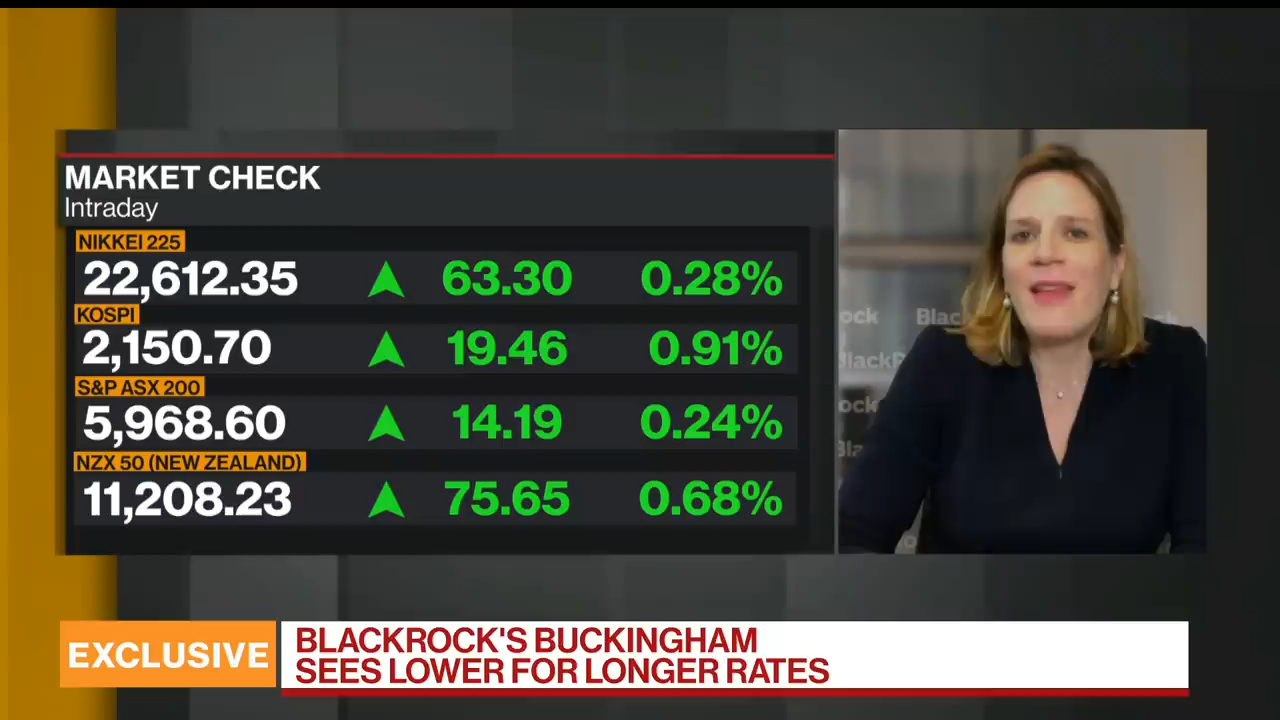 MARKET CHECK
Intraday
NIKKEI 225
22,612.35 63.30 0.28%
KOSPI
2,150.70 19.46 0.91%
S&P ASX 200
5,968.60 14.19 0.24%
NZX 50 (NEW ZEALAND)
11,208.23 75.65 0.68%
EXCLUSIVE
BLACKROCK'S BUCKINGHAM
SEES LOWER FOR LONGER RATES